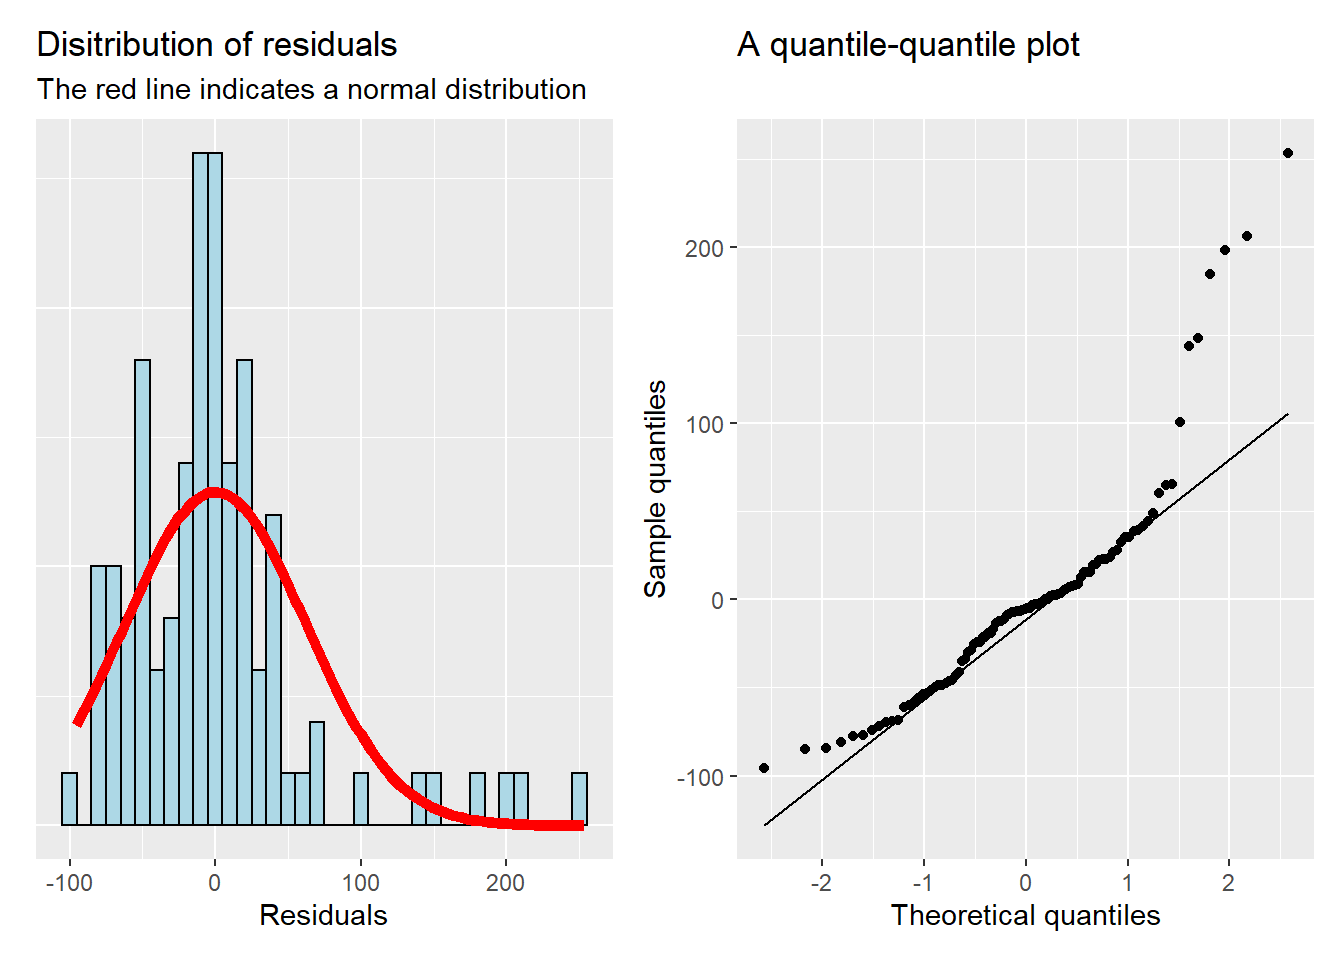 Disitribution of residuals
The red line indicates a normal distribution
-100 0 100 200
Residuals
A quantile-quantile plot
Sample quantiles
200
100
0
-100
-2 -1 0 1 2
Theoretical quantiles